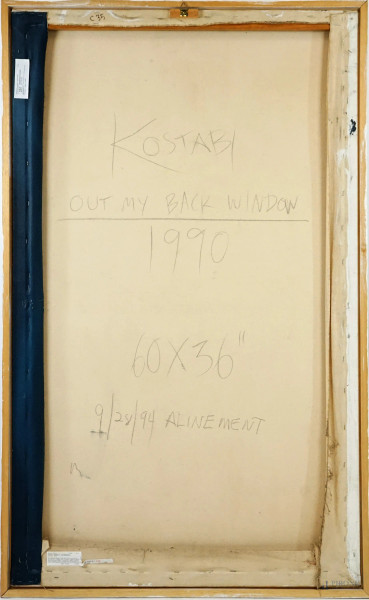 KOSTABI
OUT MY BACK WINDOW
1990
60X36"
9/28/94 ALINEMENT